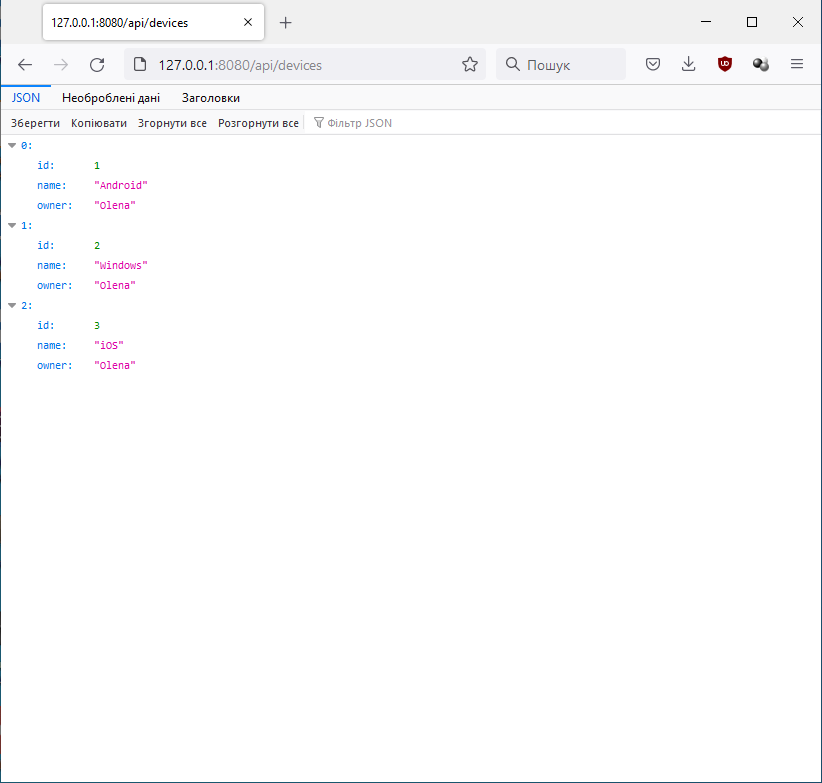 127.0.0.1:8080/api/devices
127.0.0.1:8080/api/devices Пошук
JSON Необроблені дані Заголовки
Зберегти Копіювати Згорнути все Розгорнути все Фільтр JSON
0:
id: 1
name: "Android"
owner: "Olena"
1:
id: 2
name: "Windows"
owner: "Olena"
2:
id: 3
name: "iOS"
owner: "Olena"